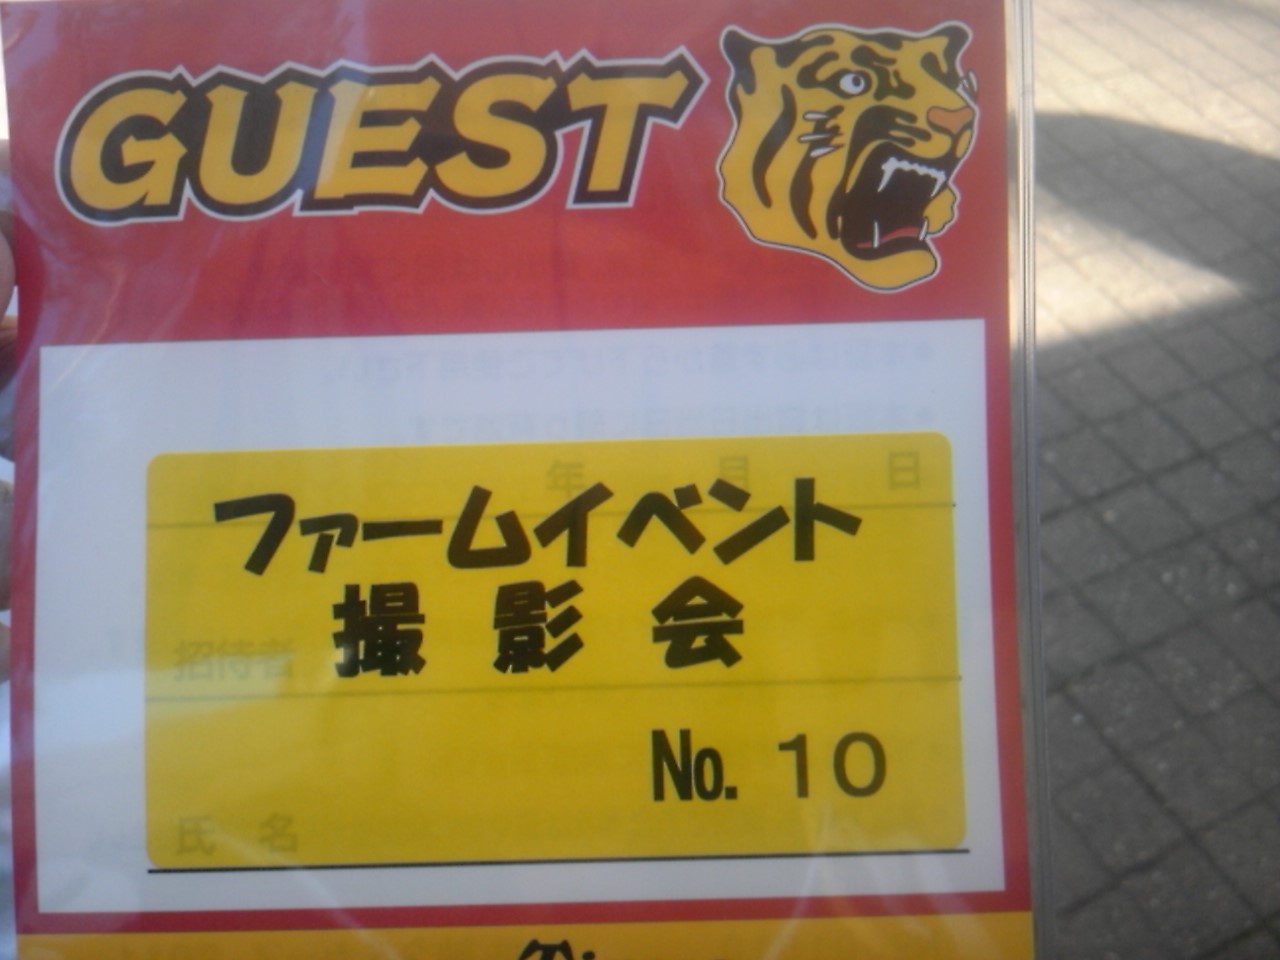 GUEST
年 月 日
ファームイベント
撮影会
招待者
No. 10
氏 名